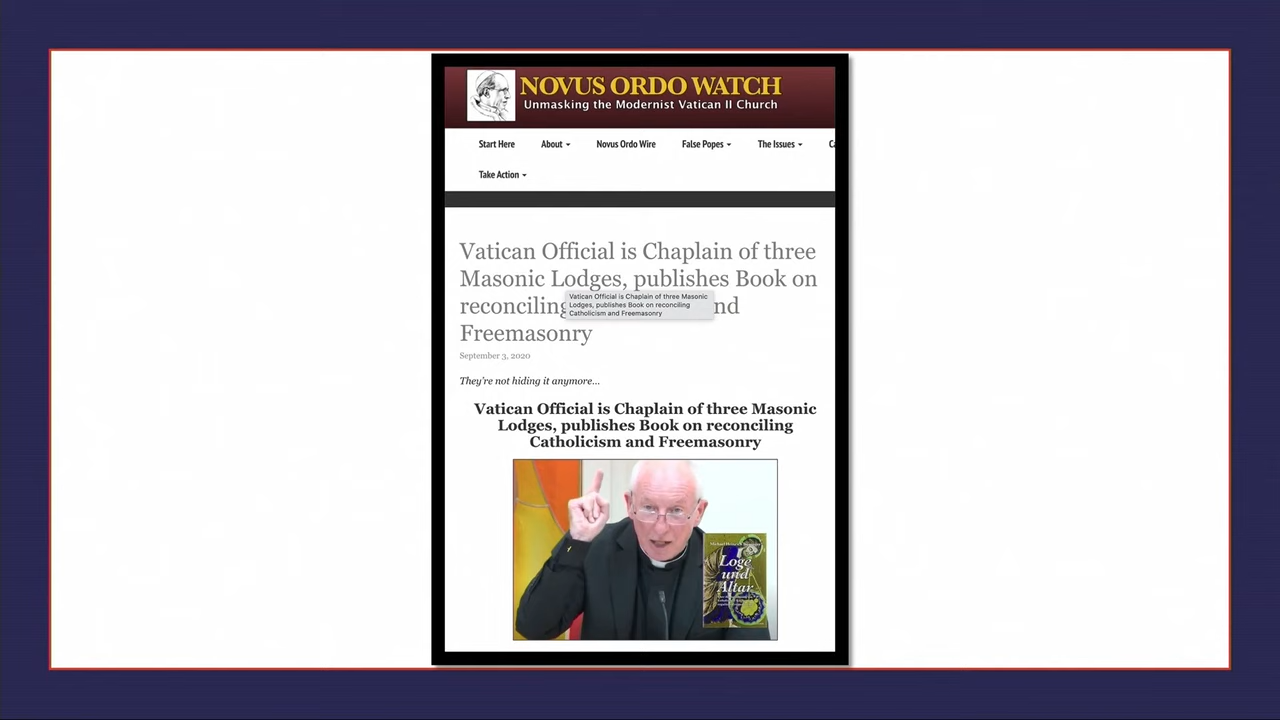 NOVUS ORDO WATCH
Unmasking the Modernist Vatican II Church
Start Here About Novus Ordo Wire False Popes The Issues
Take Action
Vatican Official is Chaplain of three
Masonic Lodges, publishes Book on
reconciling nd
Freemasonry
Vatican Official is Chaplain of three Masonic
Lodges, publishes Book on reconciling
Catholicism and Freemasonry
September 3, 2020
They're not hiding it anymore...
Vatican Official is Chaplain of three Masonic
Lodges, publishes Book on reconciling
Catholicism and Freemasonry
Loge
und
Altar